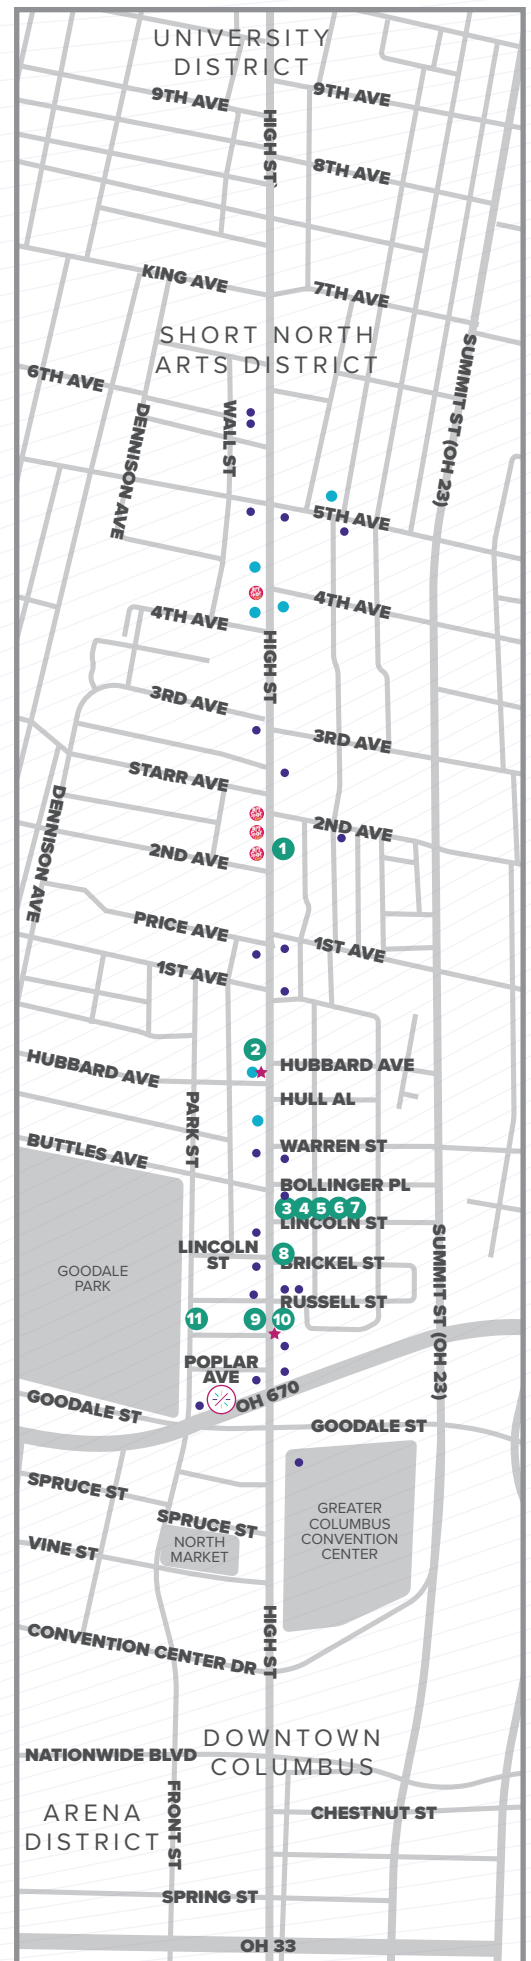 UNIVERSITY
DISTRICT
9TH AVE
9TH AVE
HIGH ST
8TH AVE
KING AVE
7TH AVE
SHORT NORTH
ARTS DISTRICT
SUMMIT ST (OH 23)
6TH AVE
WALL ST
DENNISON AVE
5TH AVE
4TH AVE
4TH AVE
HIGH ST
3RD AVE
3RD AVE
STARR AVE
DENNISON AVE
2ND AVE
1
2ND AVE
PRICE AVE
1ST AVE
1ST AVE
2
HUBBARD AVE
HUBBARD AVE
HULL AL
PARK ST
WARREN ST
BUTTLES AVE
BOLLINGER PL
3 4 5 6 7
LINCOLN ST
LINCOLN
ST
8
BRICKEL ST
SUMMIT ST (OH 23)
GOODALE
PARK
RUSSELL ST
11
9
10
POPLAR
AVE
OH 670
GOODALE ST
GOODALE ST
SPRUCE ST
SPRUCE ST
GREATER
COLUMBUS
CONVENTION
CENTER
NORTH
MARKET
VINE ST
HIGH ST
CONVENTION CENTER DR
DOWNTOWN
COLUMBUS
NATIONWIDE BLVD
FRONT ST
ARENA
DISTRICT
CHESTNUT ST
SPRING ST
OH 33